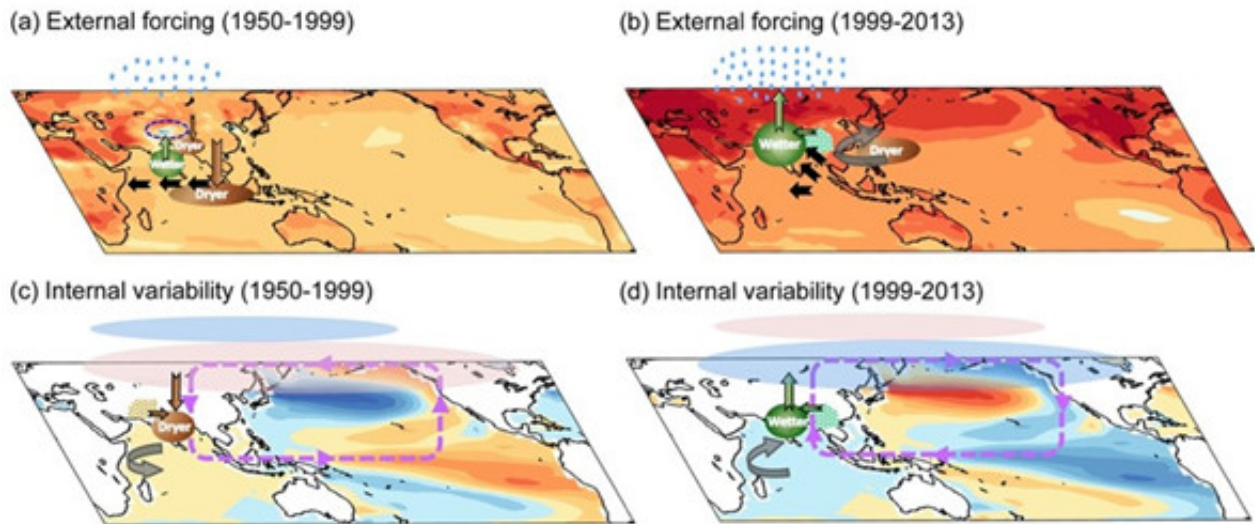 (a) External forcing (1950-1999)
(b) External forcing (1999-2013)
Dryer
Wetter
Dryer
Wetter
Dryer
(c) Internal variability (1950-1999)
(d) Internal variability (1999-2013)
Dryer
Wetter